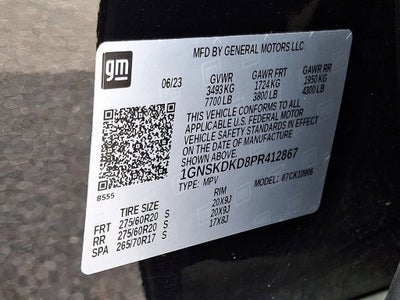 gm
MFD BY GENERAL MOTORS LLC
06/23 GVWR GAWR FRT GAWR RR
3493 KG 1724 KG 1950 KG
7700 LB 3800 LB 4300 LB
THIS VEHICLE CONFORMS TO ALL
APPLICABLE U.S. FEDERAL MOTOR
VEHICLE SAFETY STANDARDS IN
EFFECT ON THE DATE OF
MANUFACTURE SHOWN ABOVE.
1GNSKDKD8PR412867
TYPE: MPV MODEL: 87CK10906
8555
TIRE SIZE RIM
FRT 275/60R20 S 20X9J
RR 275/60R20 S 20X9J
SPA 265/70R17 S 17X8J